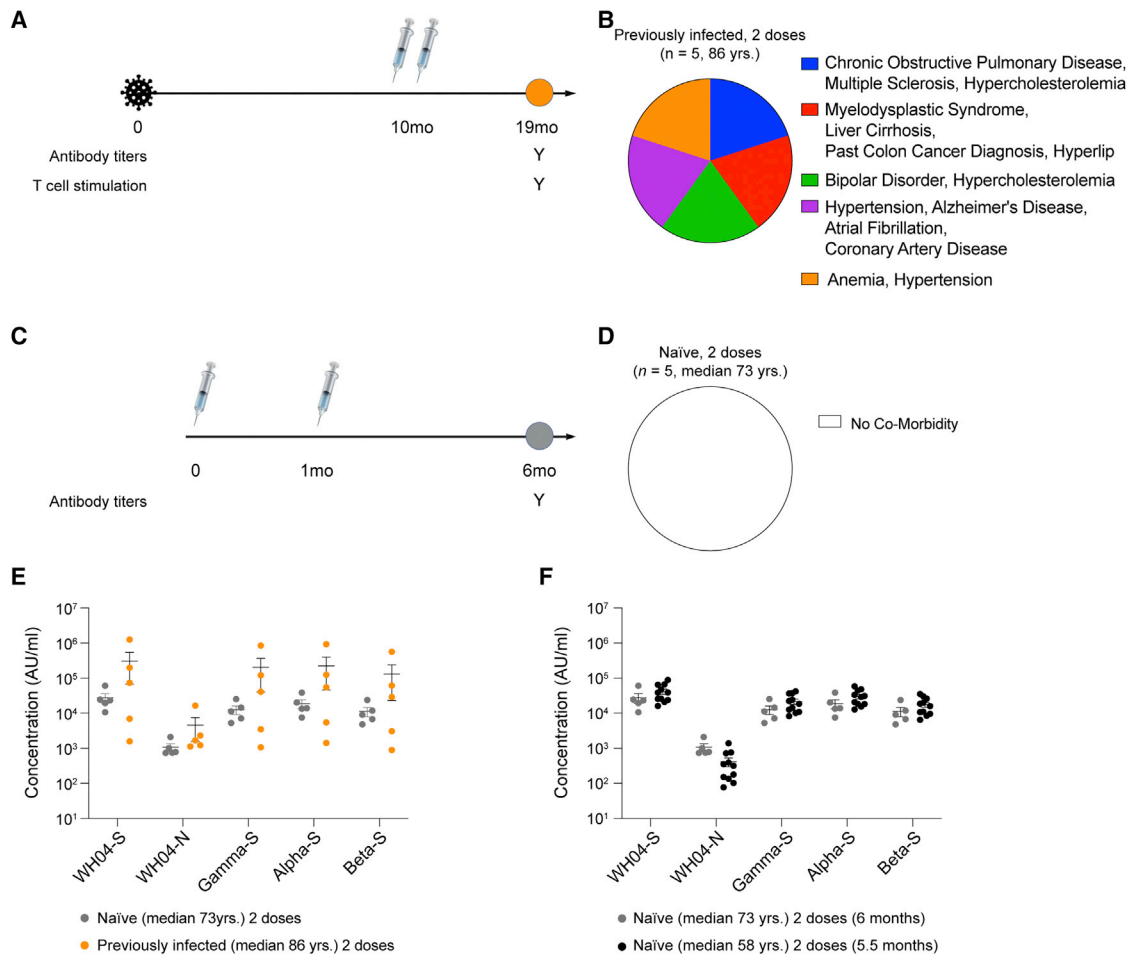 A
0
10mo
19mo
Antibody titers
Y
T cell stimulation
Y
B
Previously infected, 2 doses
(n = 5, 86 yrs.)
Chronic Obstructive Pulmonary Disease,
Multiple Sclerosis, Hypercholesterolemia
Myelodysplastic Syndrome,
Liver Cirrhosis,
Past Colon Cancer Diagnosis, Hyperlip
Bipolar Disorder, Hypercholesterolemia
Hypertension, Alzheimer's Disease,
Atrial Fibrillation,
Coronary Artery Disease
Anemia, Hypertension
C
0
1mo
6mo
Antibody titers
Y
D
Naïve, 2 doses
(n = 5, median 73 yrs.)
No Co-Morbidity
E
Concentration (AU/ml)
10⁷
10⁶
10⁵
10⁴
10³
10²
10¹
WH04-S
WH04-N
Gamma-S
Alpha-S
Beta-S
Naïve (median 73yrs.) 2 doses
Previously infected (median 86 yrs.) 2 doses
F
Concentration (AU/ml)
10⁷
10⁶
10⁵
10⁴
10³
10²
10¹
WH04-S
WH04-N
Gamma-S
Alpha-S
Beta-S
Naïve (median 73 yrs.) 2 doses (6 months)
Naïve (median 58 yrs.) 2 doses (5.5 months)